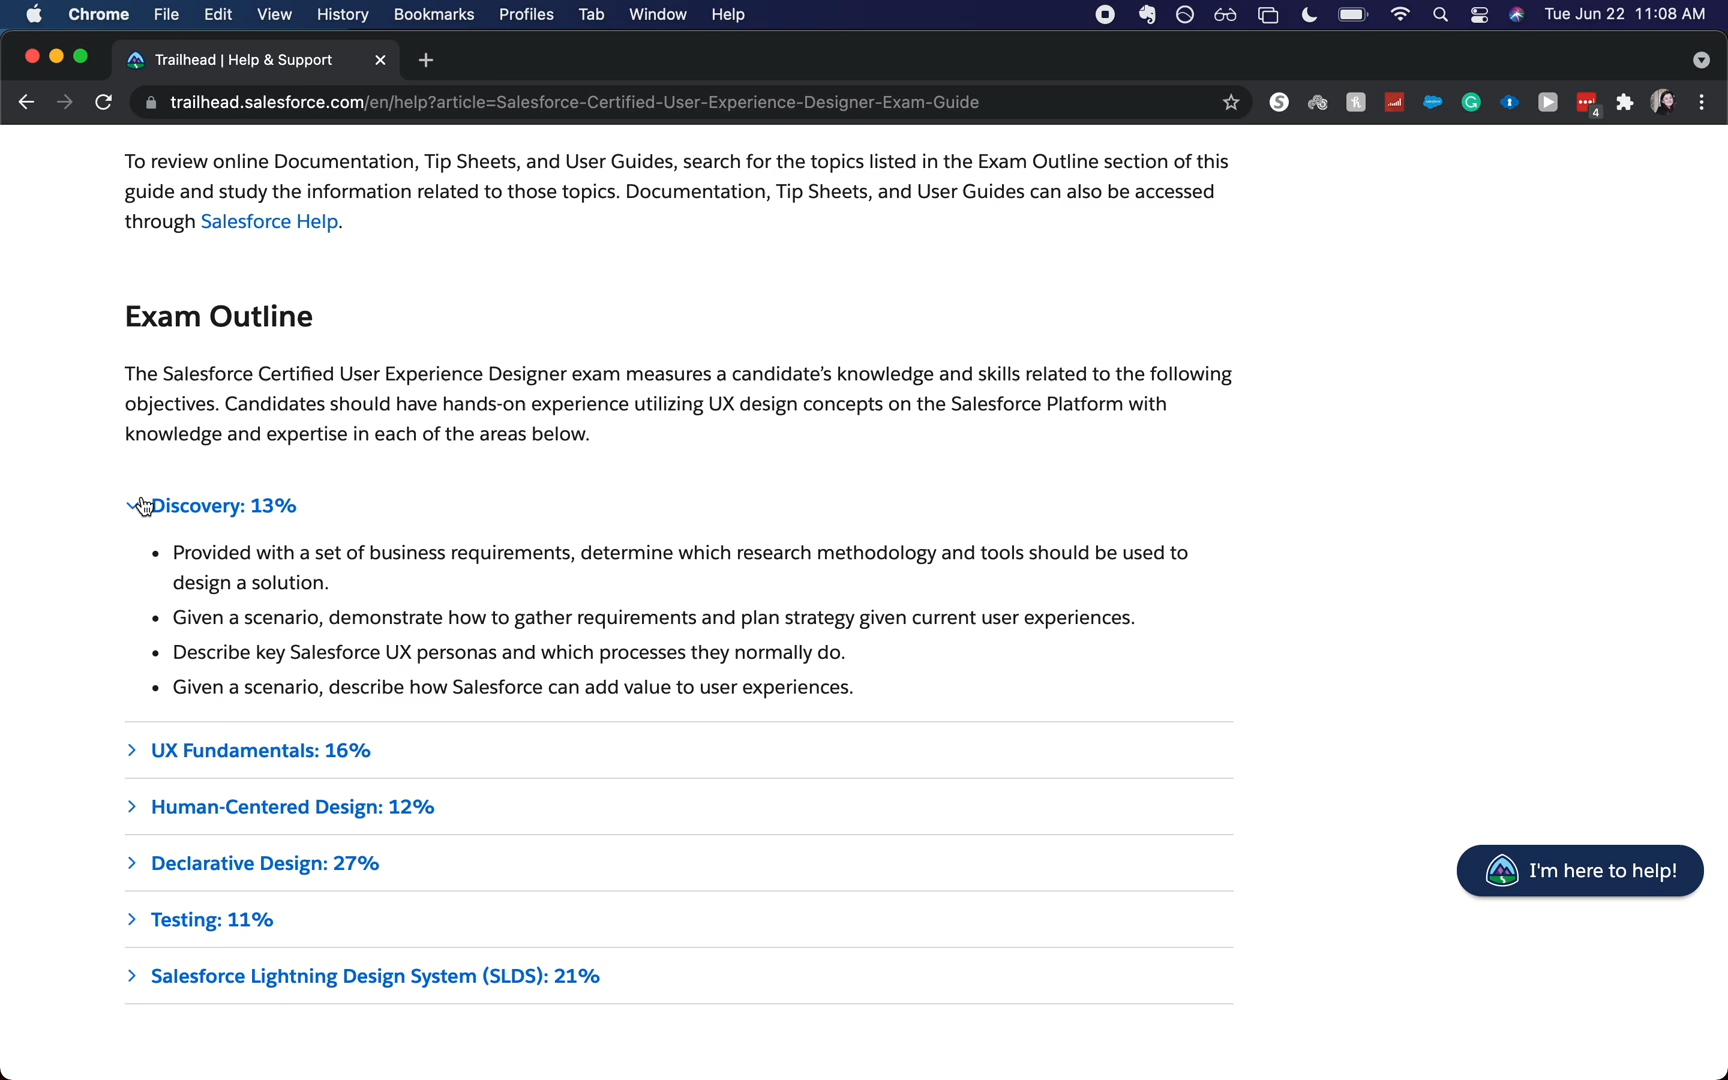 Chrome File Edit View History Bookmarks Profiles Tab Window Help Tue Jun 22 11:08 AM
Trailhead | Help & Support
trailhead.salesforce.com/en/help?article=Salesforce-Certified-User-Experience-Designer-Exam-Guide
4
To review online Documentation, Tip Sheets, and User Guides, search for the topics listed in the Exam Outline section of this
guide and study the information related to those topics. Documentation, Tip Sheets, and User Guides can also be accessed
through Salesforce Help.
Exam Outline
The Salesforce Certified User Experience Designer exam measures a candidate’s knowledge and skills related to the following
objectives. Candidates should have hands-on experience utilizing UX design concepts on the Salesforce Platform with
knowledge and expertise in each of the areas below.
Discovery: 13%
• Provided with a set of business requirements, determine which research methodology and tools should be used to
design a solution.
• Given a scenario, demonstrate how to gather requirements and plan strategy given current user experiences.
• Describe key Salesforce UX personas and which processes they normally do.
• Given a scenario, describe how Salesforce can add value to user experiences.
UX Fundamentals: 16%
Human-Centered Design: 12%
Declarative Design: 27%
I'm here to help!
Testing: 11%
Salesforce Lightning Design System (SLDS): 21%